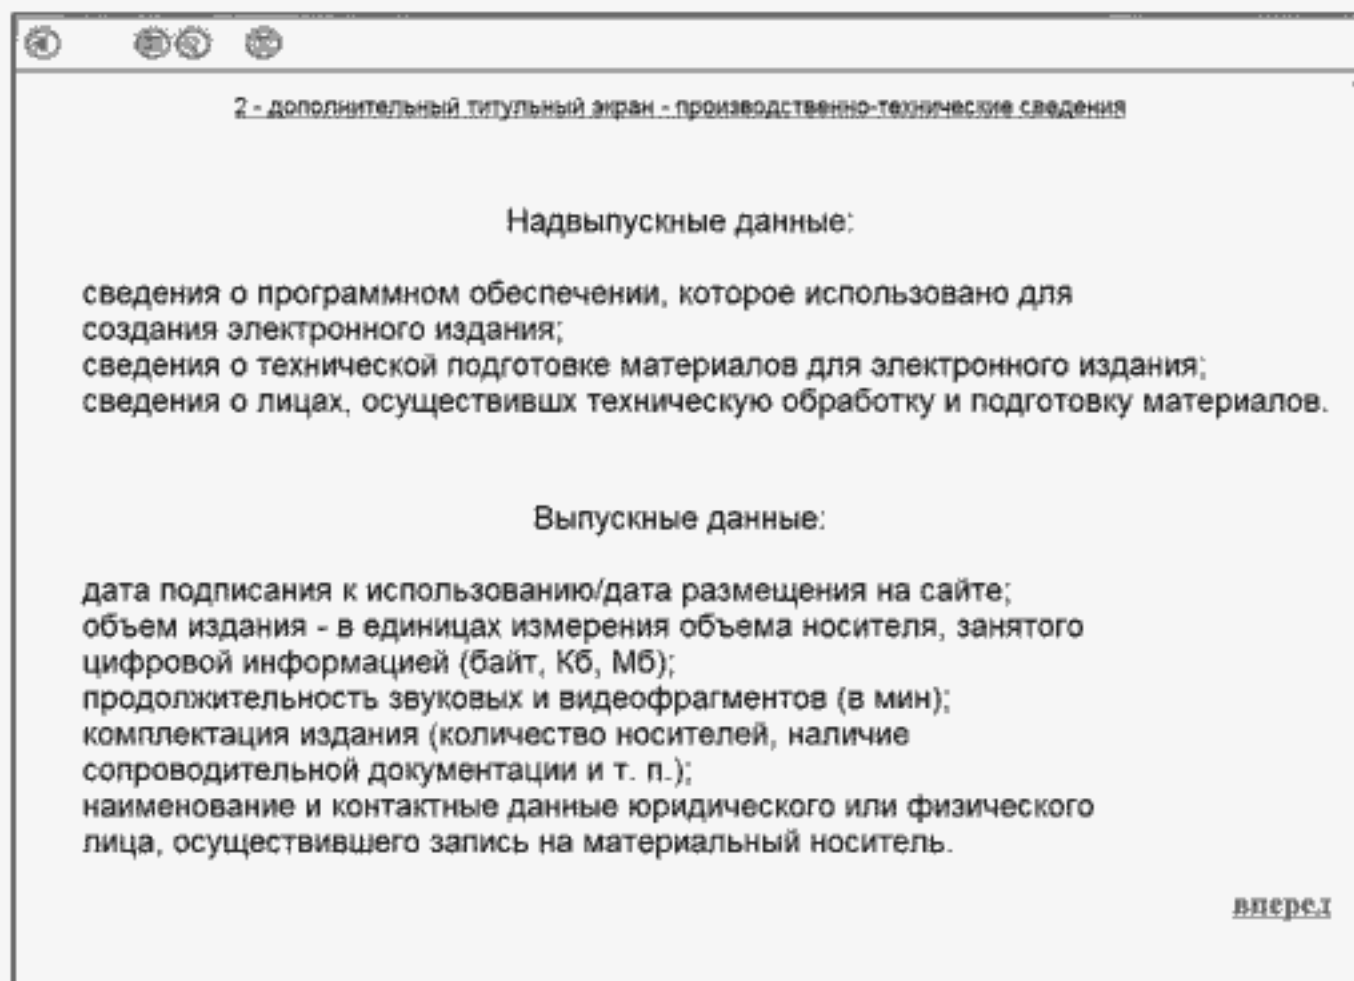 2 - дополнительный титульный экран - производственно-технические сведения
Надвыпускные данные:
сведения о программном обеспечении, которое использовано для
создания электронного издания;
сведения о технической подготовке материалов для электронного издания;
сведения о лицах, осуществивших техническую обработку и подготовку материалов.
Выпускные данные:
дата подписания к использованию/дата размещения на сайте;
объем издания - в единицах измерения объема носителя, занятого
цифровой информацией (байт, Кб, Мб);
продолжительность звуковых и видеофрагментов (в мин);
комплектация издания (количество носителей, наличие
сопроводительной документации и т. п.);
наименование и контактные данные юридического или физического
лица, осуществившего запись на материальный носитель.
вперед